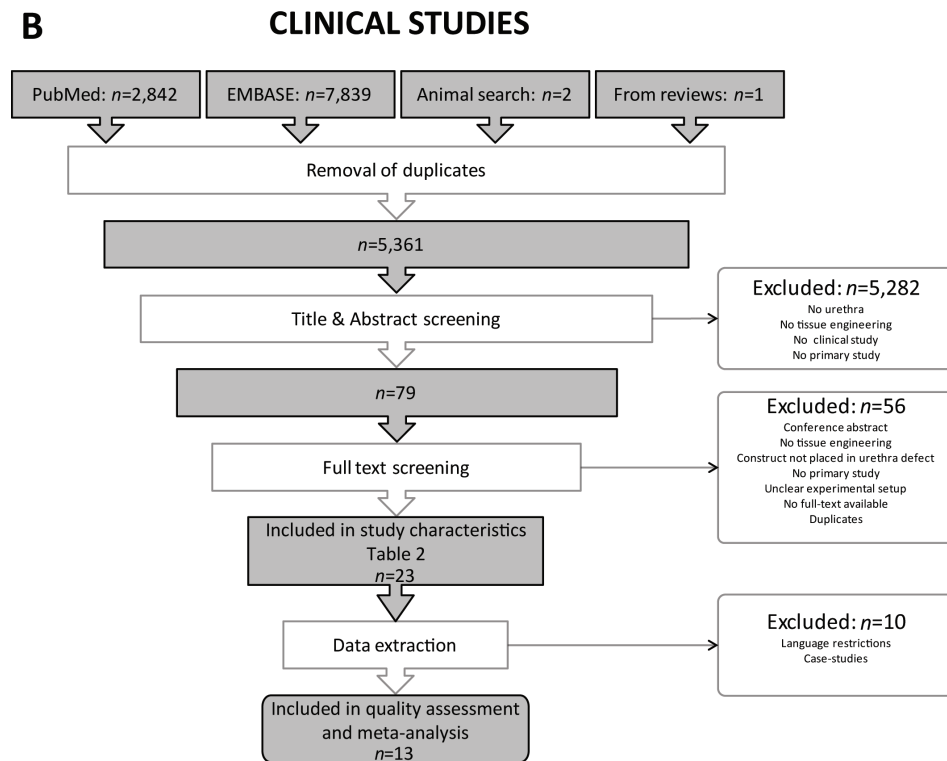 B
CLINICAL STUDIES
PubMed: n=2,842
EMBASE: n=7,839
Animal search: n=2
From reviews: n=1
Removal of duplicates
n=5,361
Title & Abstract screening
Excluded: n=5,282
No urethra
No tissue engineering
No clinical study
No primary study
n=79
Full text screening
Excluded: n=56
Conference abstract
No tissue engineering
Construct not placed in urethra defect
No primary study
Unclear experimental setup
No full-text available
Duplicates
Included in study characteristics
Table 2
n=23
Data extraction
Excluded: n=10
Language restrictions
Case-studies
Included in quality assessment
and meta-analysis
n=13